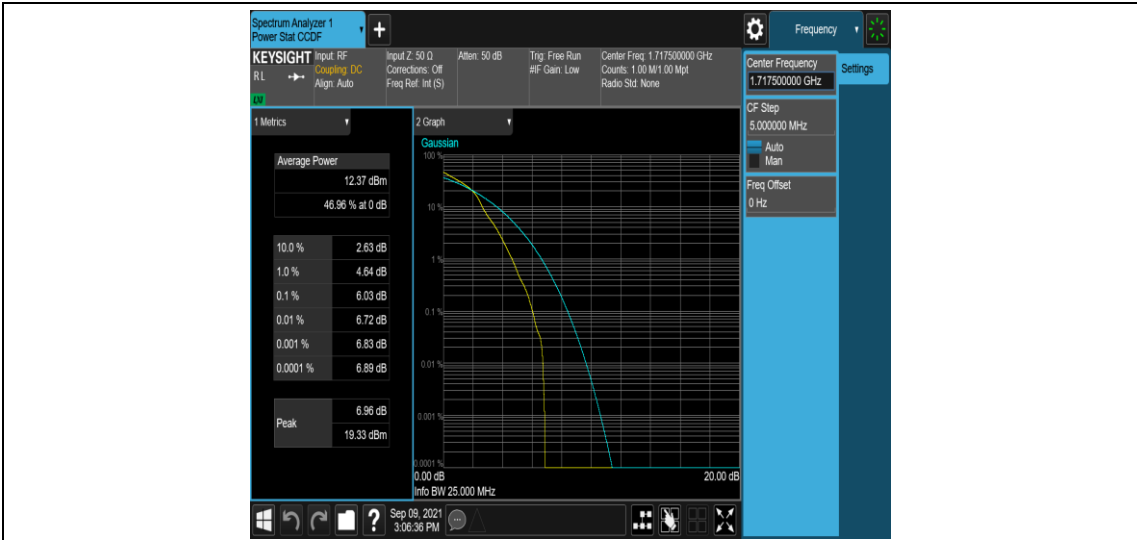 Spectrum Analyzer 1
Power Stat CCDF
+
Frequency
KEYSIGHT
Input: RF
Input Z: 50 Ω
Atten: 50 dB
Trig: Free Run
Center Freq: 1.717500000 GHz
RL
Coupling: DC
Corrections: Off
#IF Gain: Low
Counts: 1.00 M/1.00 Mpt
Align: Auto
Freq Ref: Int (S)
Radio Std: None
LXI
Center Frequency
1.717500000 GHz
Settings
CF Step
5.000000 MHz
Auto
Man
Freq Offset
0 Hz
1 Metrics
Average Power
12.37 dBm
46.96 % at 0 dB
10.0 % 2.63 dB
1.0 % 4.64 dB
0.1 % 6.03 dB
0.01 % 6.72 dB
0.001 % 6.83 dB
0.0001 % 6.89 dB
Peak
6.96 dB
19.33 dBm
2 Graph
Gaussian
100 %
10 %
1 %
0.1 %
0.01 %
0.001 %
0.0001 %
0.00 dB 20.00 dB
Info BW 25.000 MHz
?
Sep 09, 2021
3:06:36 PM